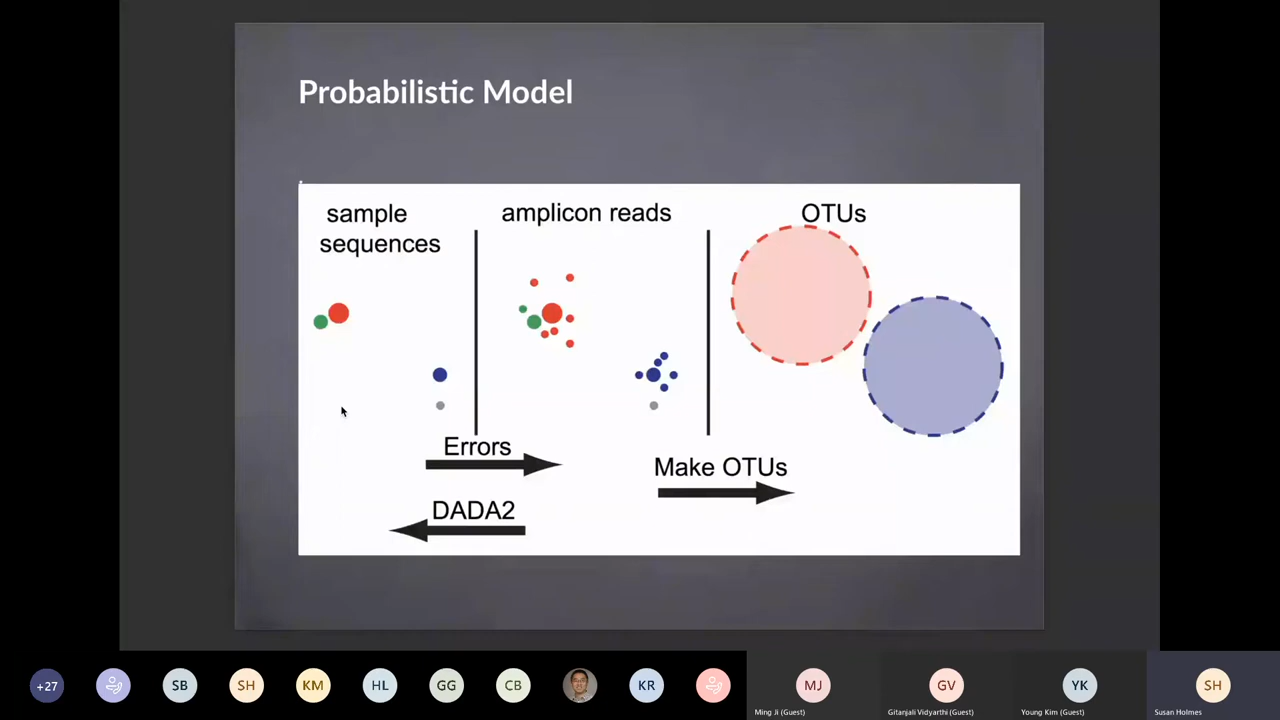 Probabilistic Model
sample
sequences
amplicon reads
OTUs
Errors
Make OTUs
DADA2
+27
SB
SH
KM
HL
GG
CB
KR
MJ
GV
YK
SH
Ming Ji (Guest)
Gitanjali Vidyarthi (Guest)
Young Kim (Guest)
Susan Holmes